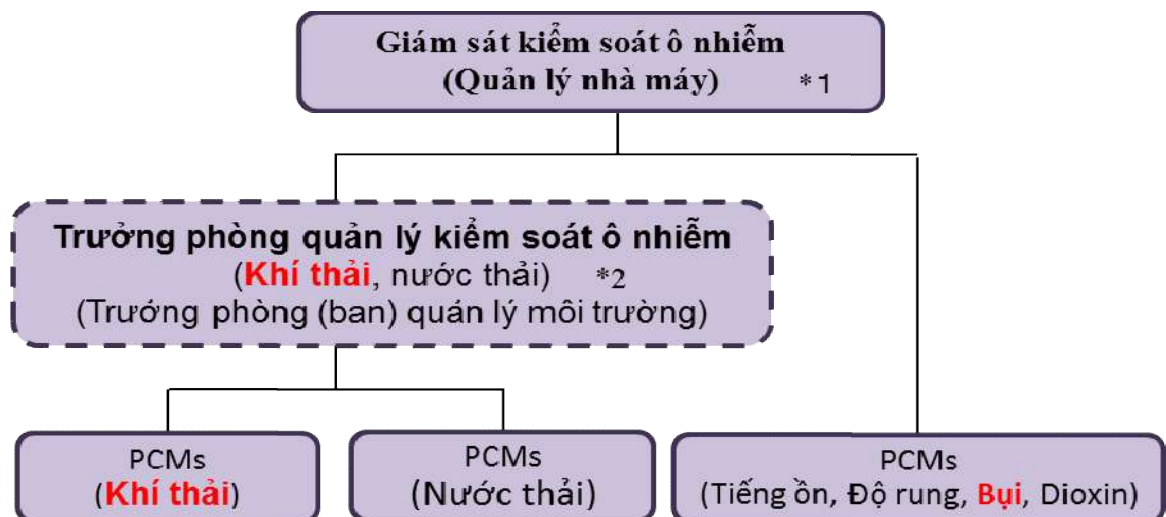 Giám sát kiểm soát ô nhiễm
(Quản lý nhà máy) *1
Trưởng phòng quản lý kiểm soát ô nhiễm
(Khí thải, nước thải) *2
(Trướng phòng (ban) quán lý môi trường)
PCMs
(Khí thải)
PCMs
(Nước thải)
PCMs
(Tiếng ồn, Độ rung, Bụi, Dioxin)